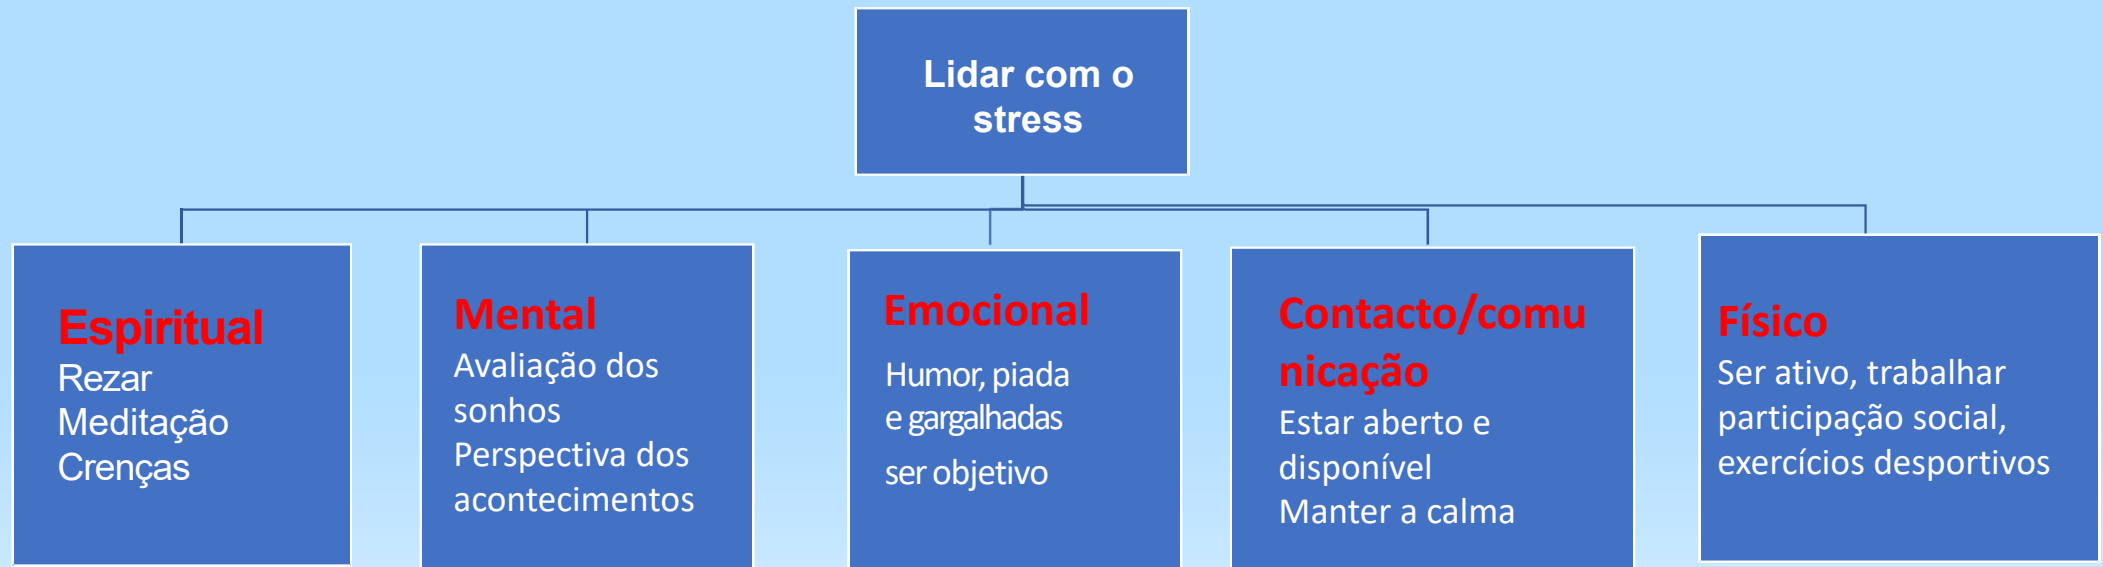 Lidar com o
stress
Espiritual
Rezar
Meditação
Crenças
Mental
Avaliação dos
sonhos
Perspectiva dos
acontecimentos
Emocional
Humor, piada
e gargalhadas
ser objetivo
Contacto/comu
nicação
Estar aberto e
disponível
Manter a calma
Físico
Ser ativo, trabalhar
participação social,
exercícios desportivos